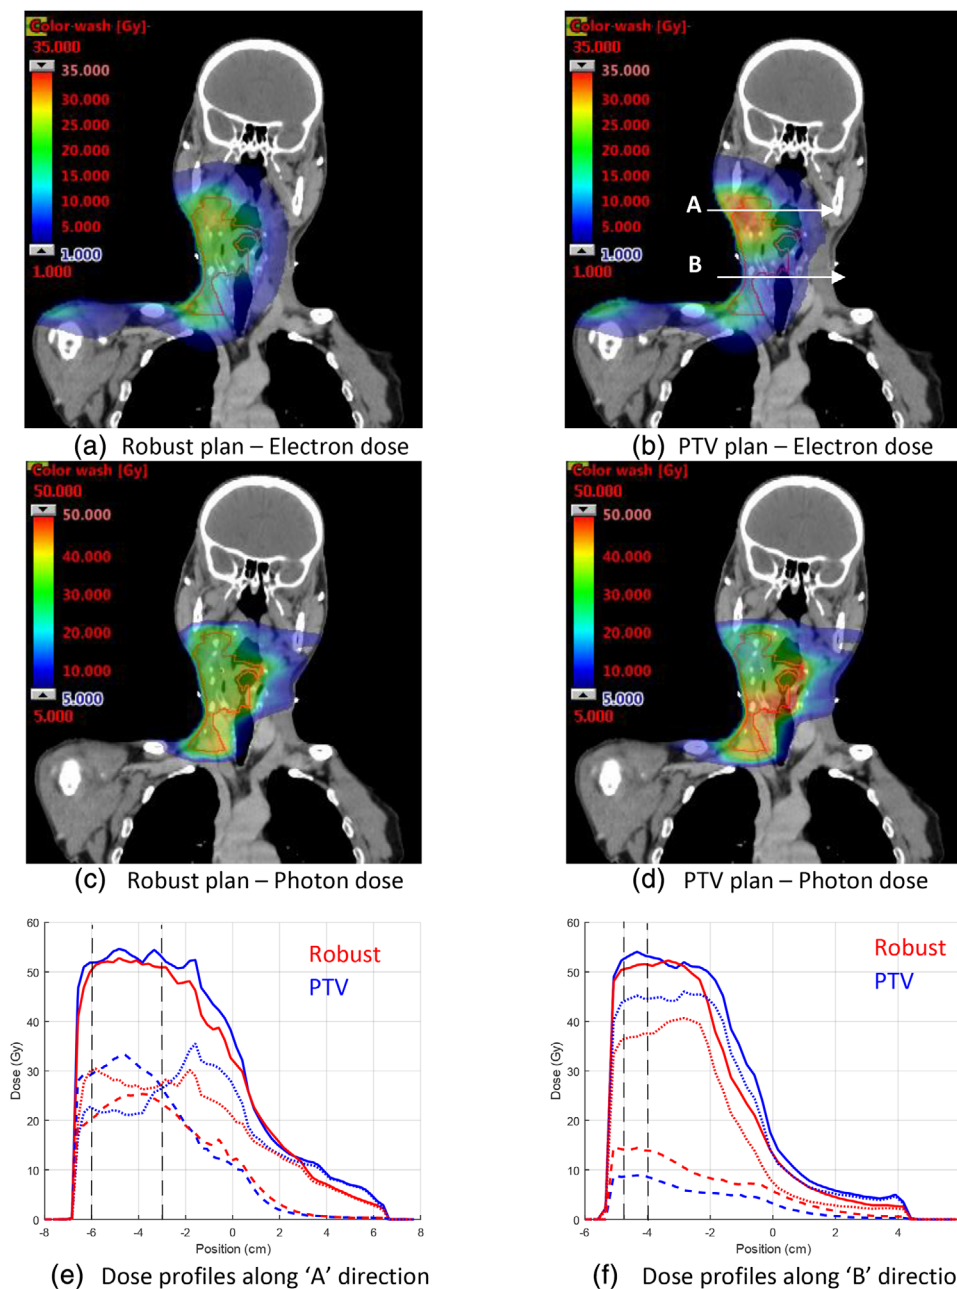 Color wash [Gy]
35.000
35.000
30.000
25.000
20.000
15.000
10.000
5.000
1.000
1.000
(a) Robust plan – Electron dose
Color wash [Gy]
35.000
35.000
30.000
25.000
20.000
15.000
10.000
5.000
1.000
1.000
A
B
(b) PTV plan – Electron dose
Color wash [Gy]
50.000
50.000
40.000
30.000
20.000
10.000
5.000
5.000
(c) Robust plan – Photon dose
Color wash [Gy]
50.000
50.000
40.000
30.000
20.000
10.000
5.000
5.000
(d) PTV plan – Photon dose
60
50
40
30
20
10
0
Dose (Gy)
Robust
PTV
-8 -6 -4 -2 0 2 4 6 8
Position (cm)
(e) Dose profiles along ‘A’ direction
60
50
40
30
20
10
0
Dose (Gy)
Robust
PTV
-6 -4 -2 0 2 4
Position (cm)
(f) Dose profiles along ‘B’ directio